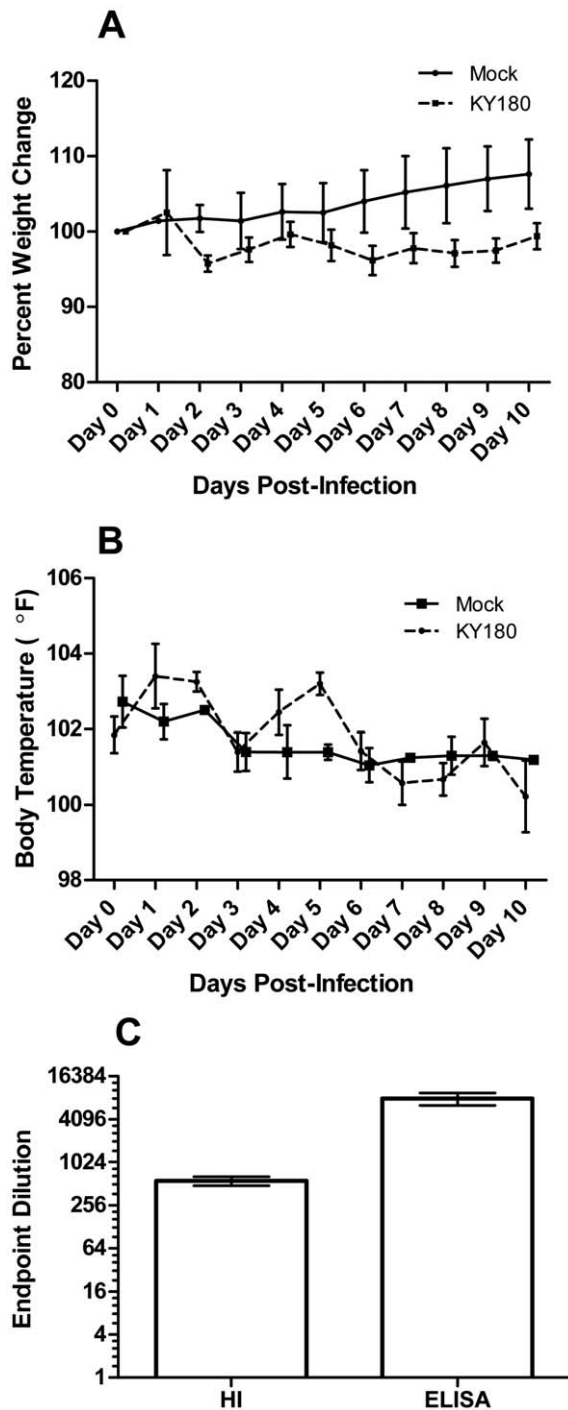 A
Percent Weight Change
120
110
100
90
80
Mock
KY180
Day 0
Day 1
Day 2
Day 3
Day 4
Day 5
Day 6
Day 7
Day 8
Day 9
Day 10
Days Post-Infection
B
Body Temperature ( °F)
106
104
102
100
98
Mock
KY180
Day 0
Day 1
Day 2
Day 3
Day 4
Day 5
Day 6
Day 7
Day 8
Day 9
Day 10
Days Post-Infection
C
Endpoint Dilution
16384
4096
1024
256
64
16
4
1
HI
ELISA